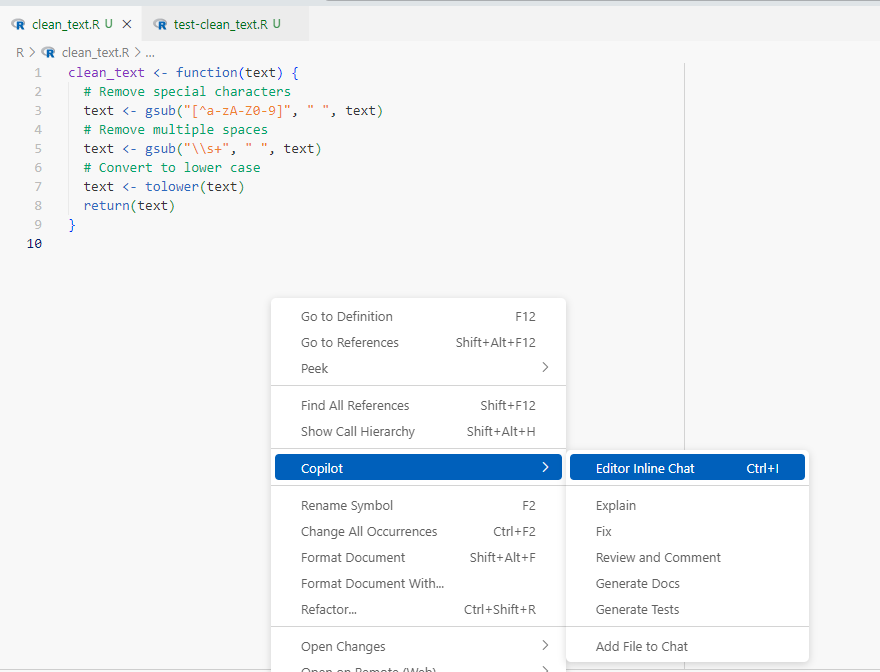 clean_text.R U
test-clean_text.R U
R > clean_text.R > ...
1 clean_text <- function(text) {
2 # Remove special characters
3 text <- gsub("[^a-zA-Z0-9]", " ", text)
4 # Remove multiple spaces
5 text <- gsub("\\s+", " ", text)
6 # Convert to lower case
7 text <- tolower(text)
8 return(text)
9 }
10
Go to Definition F12
Go to References Shift+Alt+F12
Peek
Find All References Shift+F12
Show Call Hierarchy Shift+Alt+H
Copilot
Rename Symbol F2
Change All Occurrences Ctrl+F2
Format Document Shift+Alt+F
Format Document With...
Refactor... Ctrl+Shift+R
Open Changes
Open on Remote (Web)
Editor Inline Chat Ctrl+I
Explain
Fix
Review and Comment
Generate Docs
Generate Tests
Add File to Chat